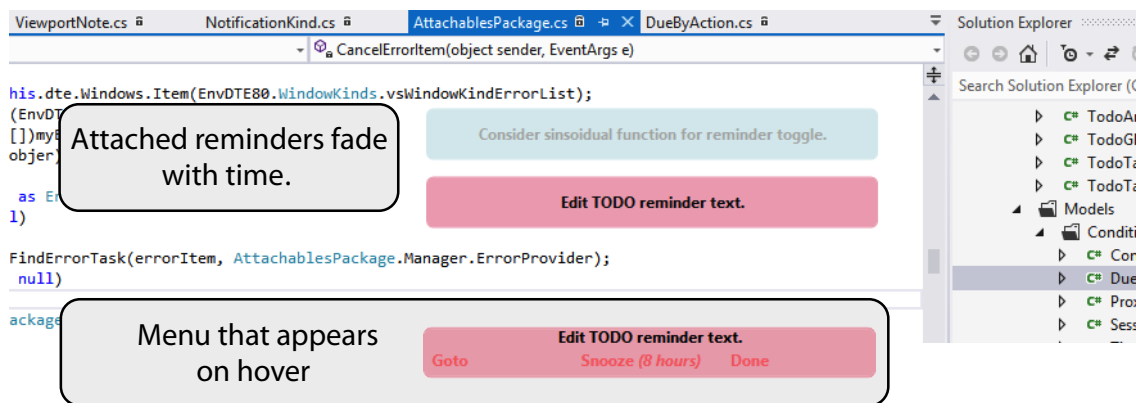 ViewportNote.cs NotificationKind.cs AttachablesPackage.cs DueByAction.cs Solution Explorer
CancelErrorItem(object sender, EventArgs e)
Search Solution Explorer (C
his.dte.Windows.Item(EnvDTE80.WindowKinds.vsWindowKindErrorList);
(EnvDT
[])myE
objer)
as Er
l)
Attached reminders fade
with time.
Consider sinsoidual function for reminder toggle.
Edit TODO reminder text.
FindErrorTask(errorItem, AttachablesPackage.Manager.ErrorProvider);
null)
ackage
Menu that appears
on hover
Edit TODO reminder text.
Goto Snooze (8 hours) Done
C# TodoAr
C# TodoGl
C# TodoTa
C# TodoTa
Models
Conditi
C# Con
C# Due
C# Prox
C# Sess